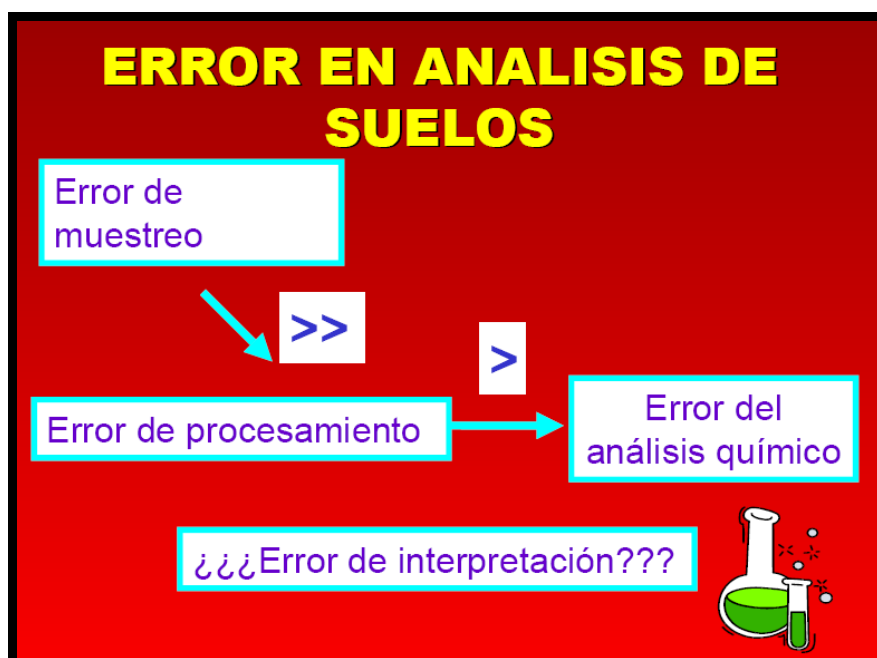 ERROR EN ANALISIS DE
SUELOS
Error de
muestreo
>>
>
Error de procesamiento
Error del
análisis químico
¿¿¿Error de interpretación???